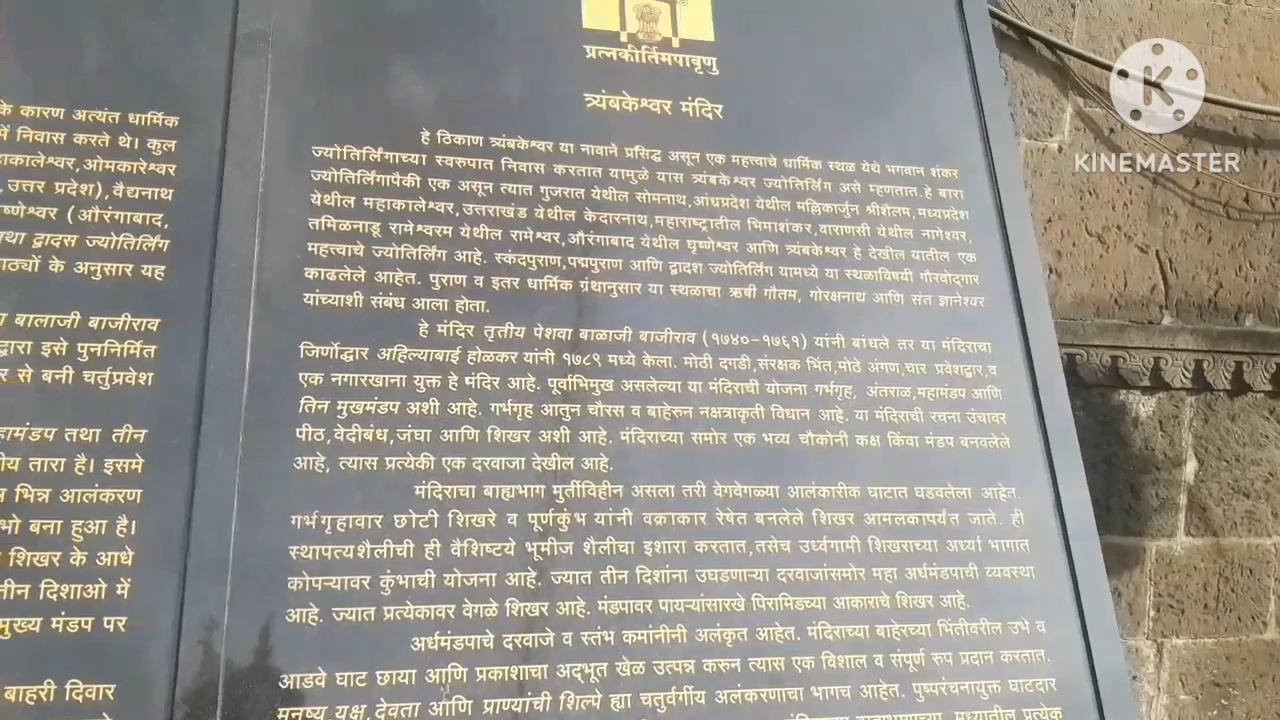 के कारण अत्यंत धार्मिक
में निवास करते थे। कुल
हाकालेश्वर,ओमकारेश्वर
,उत्तर प्रदेश),वैद्यनाथ
ष्णेश्वर (औरंगाबाद,
तथा द्वादस ज्योतिर्लिंग
पाठ्यों के अनुसार यह
बालाजी बाजीराव
द्वारा इसे पुननिर्मित
र से बनी चर्तुप्रवेश
हामंडप तथा तीन
ीय तारा है। इसमे
भिन्न आलंकरण
भो बना हुआ है।
शिखर के आधे
तीन दिशाओ में
मुख्य मंडप पर
बाहरी दिवार
प्रत्नकीर्तिमपावृणु
त्र्यंबकेश्वर मंदिर
हे ठिकाण त्र्यंबकेश्वर या नावाने प्रसिद्ध असून एक महत्त्वाचे धार्मिक स्थळ येथे भगवान शंकर
ज्योतिर्लिंगाच्या स्वरुपात निवास करतात यामुळे यास त्र्यंबकेश्वर ज्योतिर्लिंग असे म्हणतात.हे बारा
ज्योतिर्लिंगापैकी एक असून त्यात गुजरात येथील सोमनाथ,आंध्रप्रदेश येथील मल्लिकार्जुन श्रीशैलम,मध्यप्रदेश
येथील महाकालेश्वर,उत्तराखंड येथील केदारनाथ,महाराष्ट्रातील भिमाशंकर,वाराणसी येथील नागेश्वर,
तमिळनाडू रामेश्वरम येथील रामेश्वर,औरंगाबाद येथील घृष्णेश्वर आणि त्र्यंबकेश्वर हे देखील यातील एक
महत्त्वाचे ज्योतिर्लिंग आहे. स्कंदपुराण,पद्मपुराण आणि द्वादश ज्योतिर्लिंग यामध्ये या स्थळाविषयी गौरवोद्गार
काढलेले आहेत. पुराण व इतर धार्मिक ग्रंथानुसार या स्थळाचा ऋषी गौतम, गोरक्षनाथ आणि संत ज्ञानेश्वर
यांच्याशी संबंध आला होता.
हे मंदिर तृतीय पेशवा बाळाजी बाजीराव (१७४०-१७६१) यांनी बांधले तर या मंदिराचा
जिर्णोद्धार अहिल्याबाई होळकर यांनी १७८९ मध्ये केला. मोठी दगडी,संरक्षक भिंत,मोठे अंगण,चार प्रवेशद्वार,व
एक नगारखाना युक्त हे मंदिर आहे. पूर्वाभिमुख असलेल्या या मंदिराची योजना गर्भगृह, अंतराळ,महामंडप आणि
तिन मुखमंडप अशी आहे. गर्भगृह आतुन चौरस व बाहेरुन नक्षत्राकृती विधान आहे. या मंदिराची रचना उंचावर
पीठ,वेदीबंध,जंघा आणि शिखर अशी आहे. मंदिराच्या समोर एक भव्य चौकोनी कक्ष किंवा मंडप बनवलेले
आहे, त्यास प्रत्येकी एक दरवाजा देखील आहे.
मंदिराचा बाह्यभाग मुर्तीविहीन असला तरी वेगवेगळ्या आलंकारीक घाटात घडवलेला आहेत.
गर्भगृहावार छोटी शिखरे व पूर्णकुंभ यांनी वक्राकार रेषेत बनलेले शिखर आमलकापर्यंत जाते. ही
स्थापत्यशैलीची ही वैशिष्टये भूमीज शैलीचा इशारा करतात,तसेच उर्ध्वगामी शिखराच्या अर्ध्या भागात
कोपऱ्यावर कुंभाची योजना आहे. ज्यात तीन दिशांना उघडणाऱ्या दरवाजांसमोर महा अर्धमंडपाची व्यवस्था
आहे. ज्यात प्रत्येकावर वेगळे शिखर आहे. मंडपावर पायऱ्यांसारखे पिरामिडच्या आकाराचे शिखर आहे.
अर्धमंडपाचे दरवाजे व स्तंभ कमांनीनी अलंकृत आहेत. मंदिराच्या बाहेरच्या भिंतीवरील उभे व
आडवे घाट छाया आणि प्रकाशाचा अद्भूत खेळ उत्पन्न करुन त्यास एक विशाल व संपूर्ण रुप प्रदान करतात.
मनुष्य यक्ष,देवता आणि प्राण्यांची शिल्पे ह्या चतुर्वर्गीय अलंकरणाचा भागच आहेत. पुष्परंचनायुक्त घाटदार
मध्यातील प्रत्येक
KINEMASTER